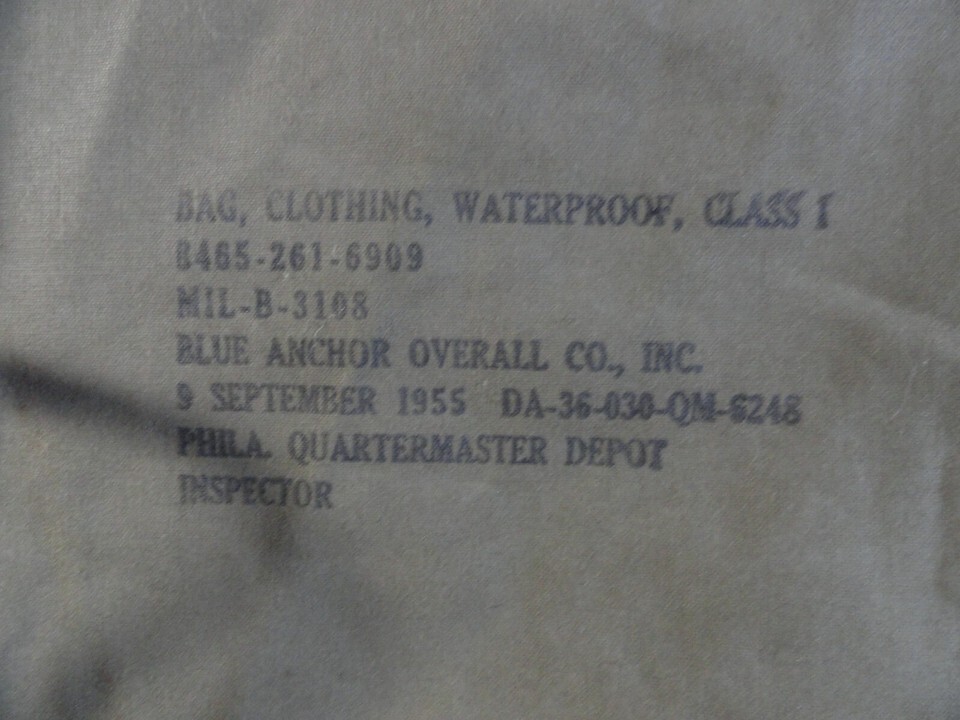 BAG, CLOTHING, WATERPROOF, CLASS I
8465-261-6909
MIL-B-3108
BLUE ANCHOR OVERALL CO., INC.
9 SEPTEMBER 1955 DA-36-030-QM-8248
PHILA. QUARTERMASTER DEPOT
INSPECTOR